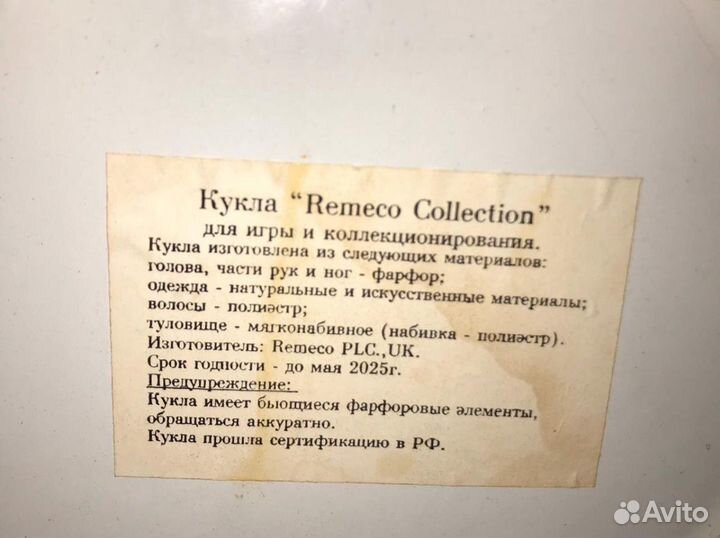 Кукла "Remeco Collection"
для игры и коллекционирования.
Кукла изготовлена из следующих материалов:
голова, части рук и ног - фарфор;
одежда - натуральные и искусственные материалы;
волосы - полиэстр;
туловище - мягконабивное (набивка - полиэстр).
Изготовитель: Remeco PLC.,UK.
Срок годности - до мая 2025г.
Предупреждение:
Кукла имеет бьющиеся фарфоровые элементы,
обращаться аккуратно.
Кукла прошла сертификацию в РФ.
Avito